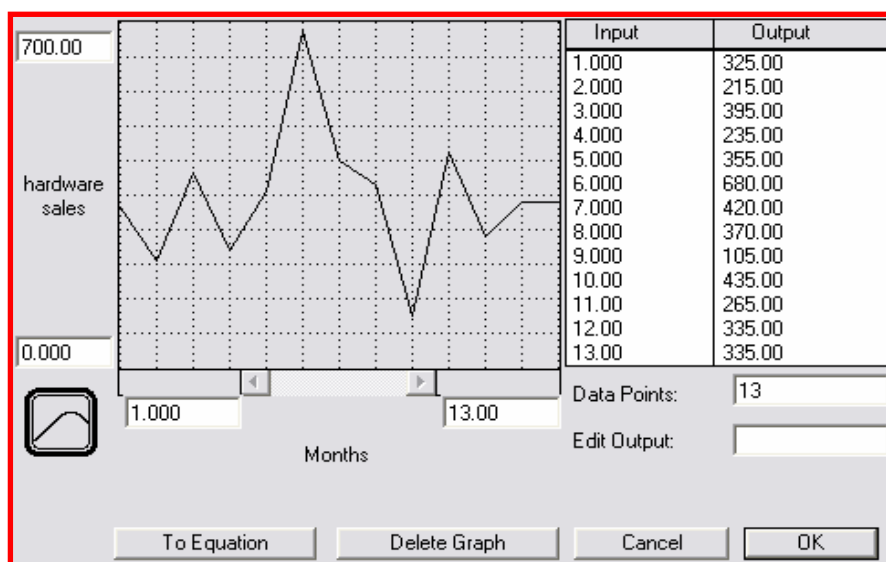 700.00
hardware
sales
0.000
1.000
13.00
Months
Input Output
1.000 325.00
2.000 215.00
3.000 395.00
4.000 235.00
5.000 355.00
6.000 680.00
7.000 420.00
8.000 370.00
9.000 105.00
10.00 435.00
11.00 265.00
12.00 335.00
13.00 335.00
Data Points: 13
Edit Output:
To Equation Delete Graph Cancel OK